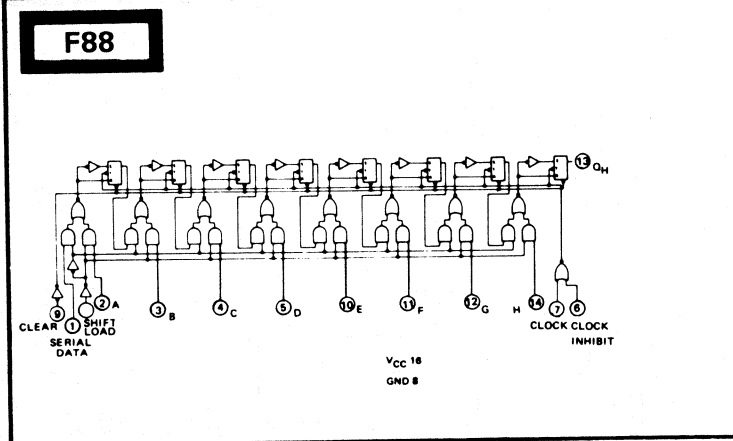 F88
13 QH
9 CLEAR
1 SERIAL DATA
SHIFT LOAD
2 A
3 B
4 C
5 D
10 E
11 F
12 G
H 14
7 CLOCK
6 CLOCK INHIBIT
VCC 16
GND 8